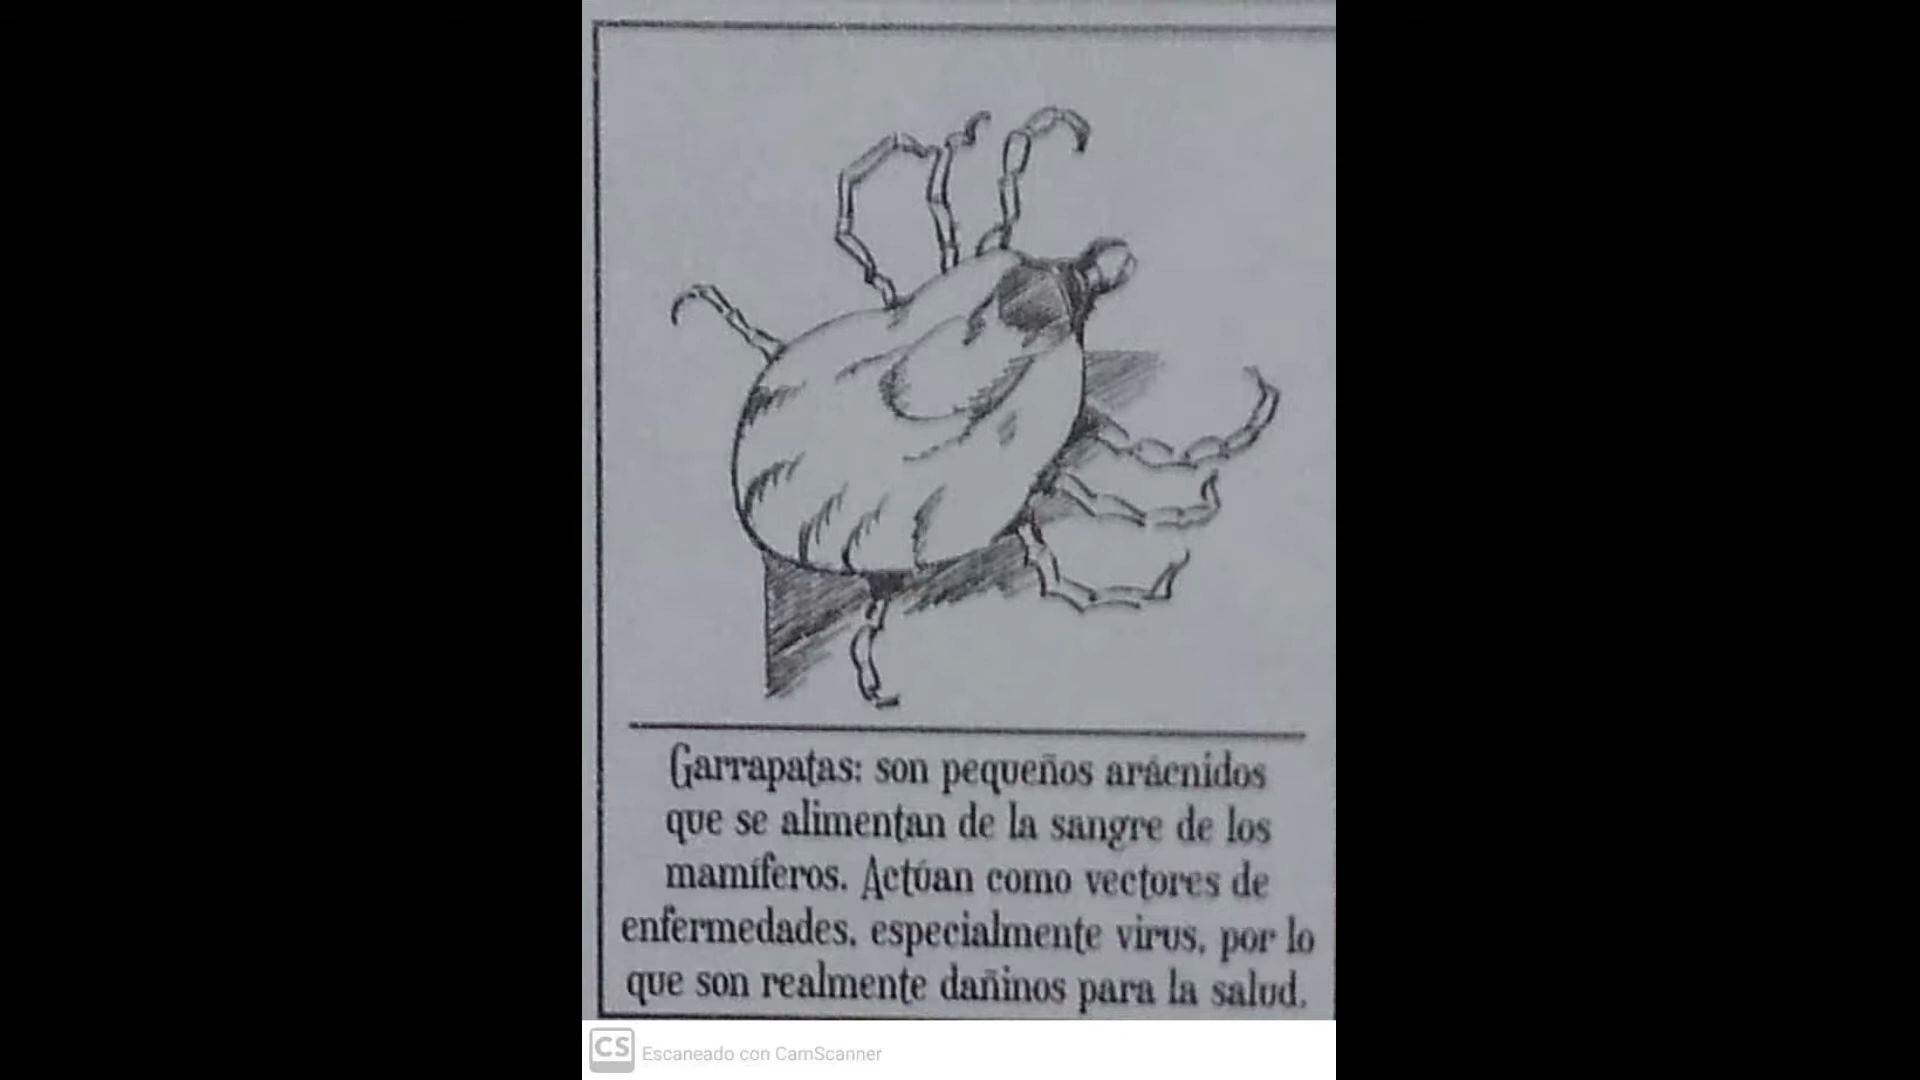 Garrapatas: son pequeños arácnidos
que se alimentan de la sangre de los
mamíferos. Actúan como vectores de
enfermedades, especialmente virus, por lo
que son realmente dañinos para la salud.
CS Escaneado con CamScanner